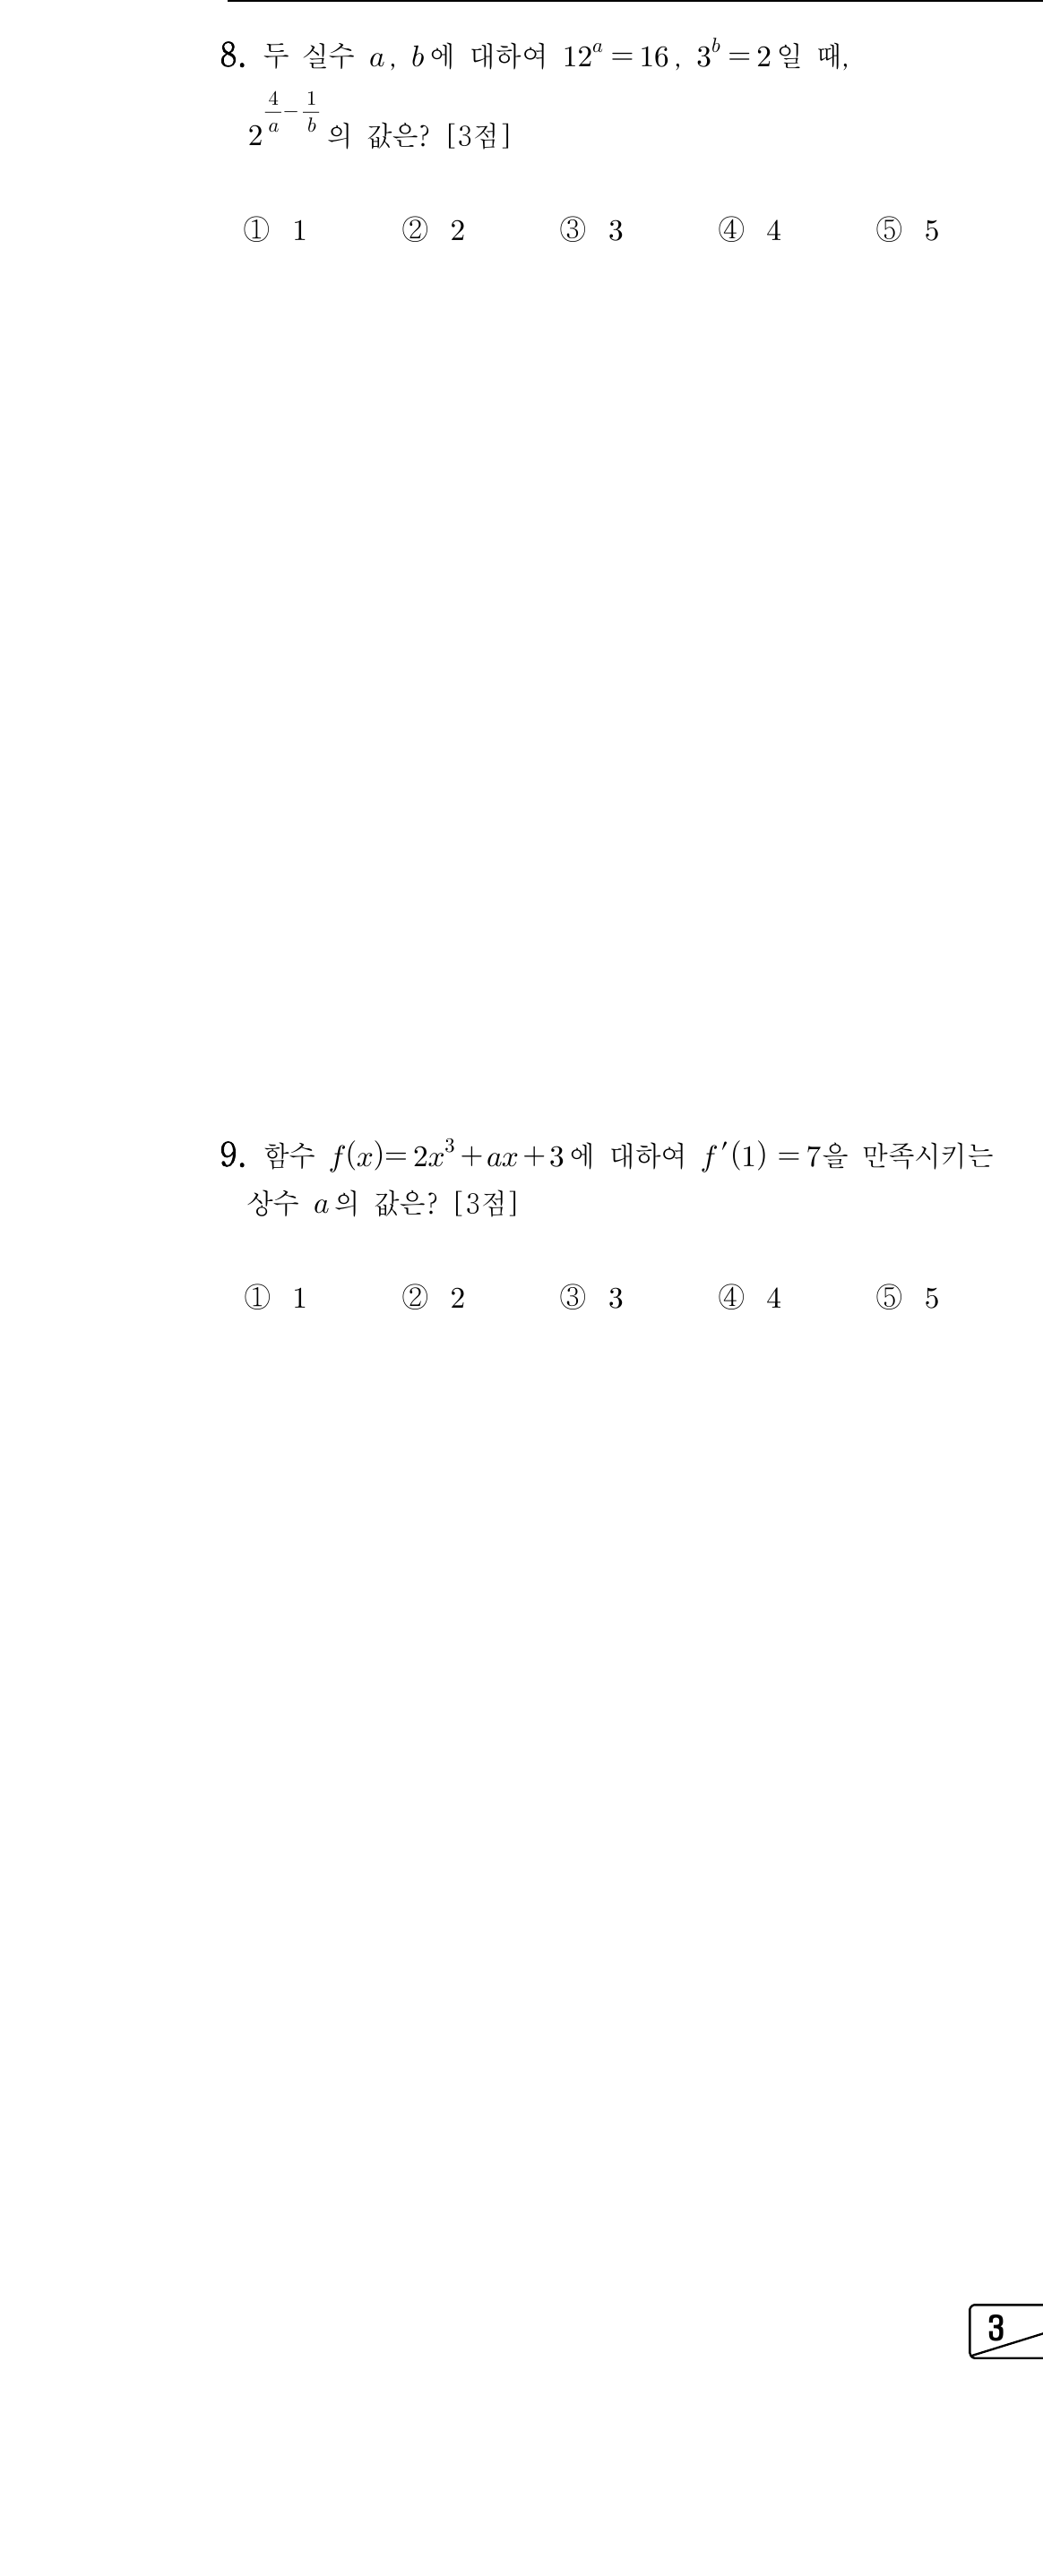 8. 두 실수 a, b에 대하여 12^a = 16, 3^b = 2일 때,
2^{\frac{4}{a} - \frac{1}{b}}의 값은? [3점]
① 1 ② 2 ③ 3 ④ 4 ⑤ 5
9. 함수 f(x)=2x^3+ax+3에 대하여 f′(1) = 7을 만족시키는
상수 a의 값은? [3점]
① 1 ② 2 ③ 3 ④ 4 ⑤ 5
3